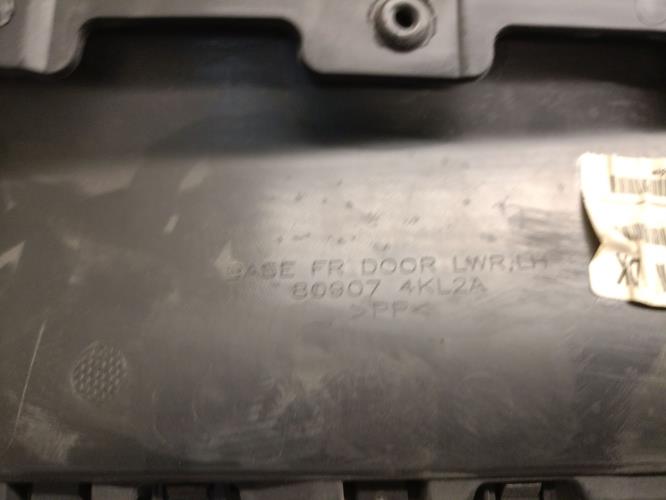 BASE FR DOOR LWR,LH
80907 4KL2A
>PP<